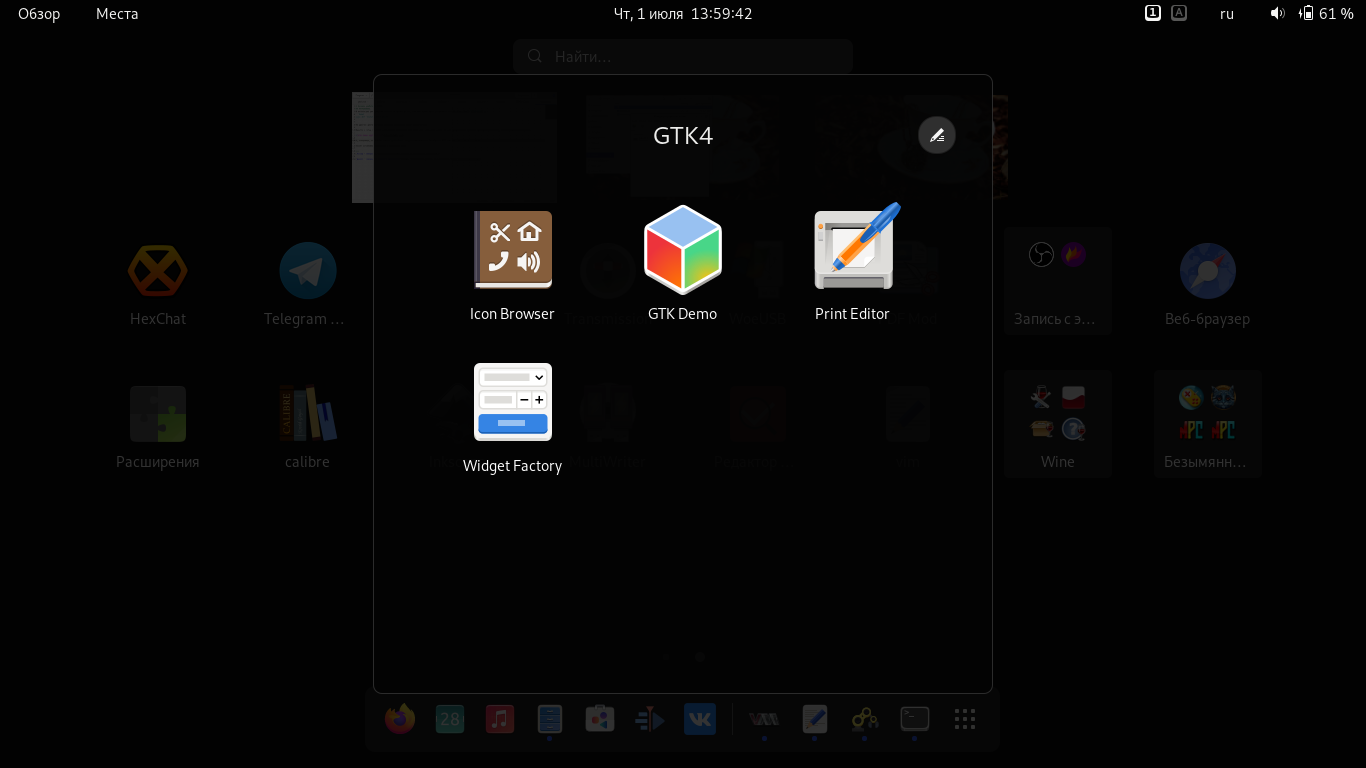 Обзор Места Чт, 1 июля 13:59:42 1 A ru 61 %
Найти…
GTK4
Icon Browser GTK Demo Print Editor
HexChat Telegram … Запись с э… Веб-браузер
Widget Factory
Расширения calibre Wine Безымянн…
28